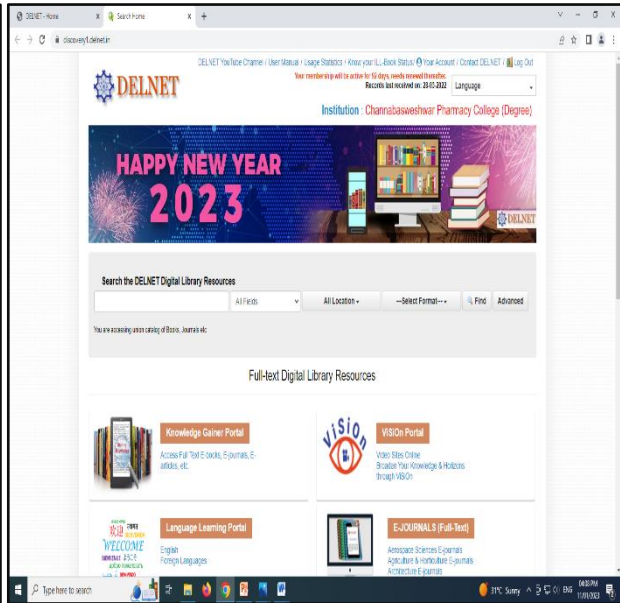 DELNET - Home
Search Home
discovery1.delnet.in
DELNET YouTube Channel / User Manual / Usage Statistics / Know your ILL-Book Status/ Your Account / Contact DELNET / Log Out
Your membership will be active for 53 days, needs renewal thereafter.
Records last received on: 28-03-2022
Language
DELNET
Institution : Channabasweshwar Pharmacy College (Degree)
HAPPY NEW YEAR
2023
DELNET
Search the DELNET Digital Library Resources
All Fields
All Location
---Select Format---
Find
Advanced
You are accessing union catalog of Books, Journals etc
Full-text Digital Library Resources
Knowledge Gainer Portal
Access Full Text E-books, E-journals, E-
articles, etc.
ViSiOn
ViSiOn Portal
Video Sites Online
Broaden Your Knowledge & Horizons
through ViSiOn
WELCOME
Language Learning Portal
English
Foreign Languages
E-JOURNALS (Full-Text)
Aerospace Sciences E-journals
Agriculture & Horticulture E-journals
Architecture E-journals
Type here to search
31°C Sunny
ENG
11/01/2023